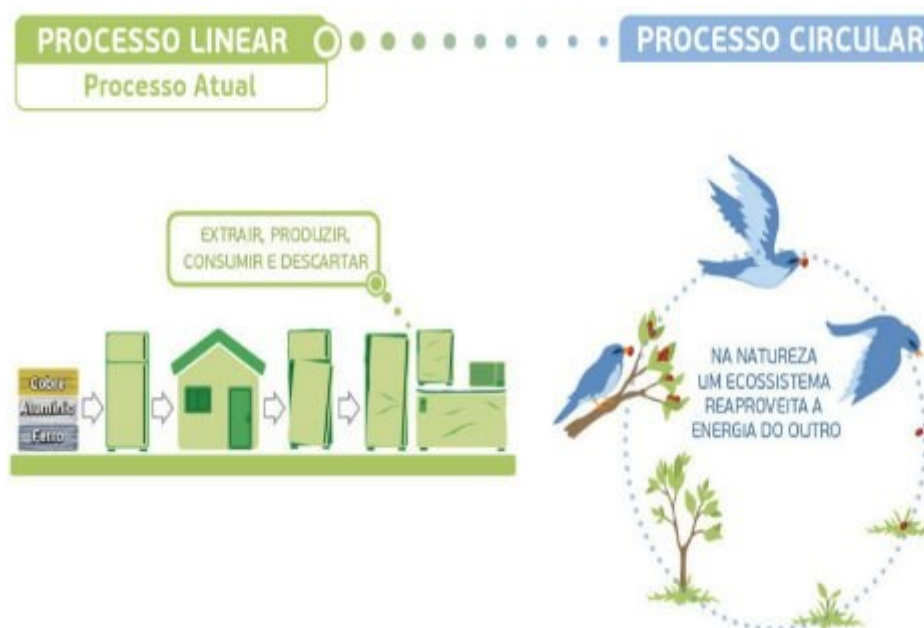 PROCESSO LINEAR
Processo Atual
PROCESSO CIRCULAR
EXTRAIR, PRODUZIR,
CONSUMIR E DESCARTAR
Cobre
Alumínio
Ferro
NA NATUREZA
UM ECOSSISTEMA
REAPROVEITA A
ENERGIA DO OUTRO